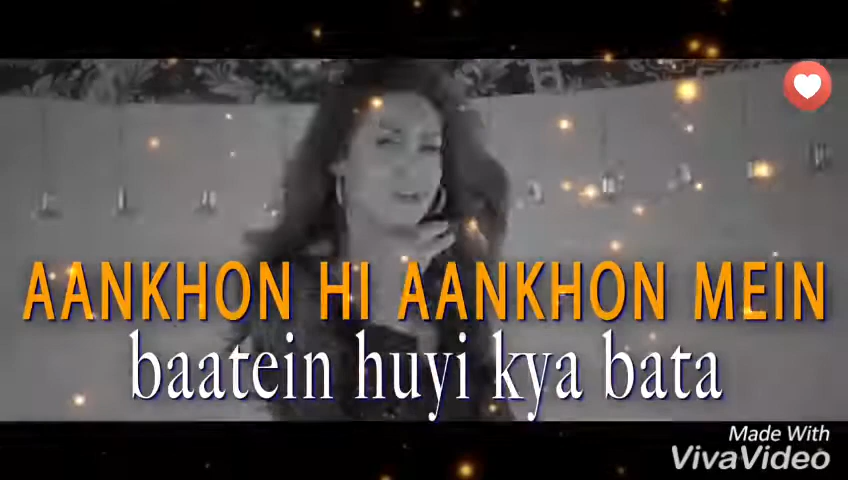 AANKHON HI AANKHON MEIN
baatein huyi kya bata
Made With
VivaVideo